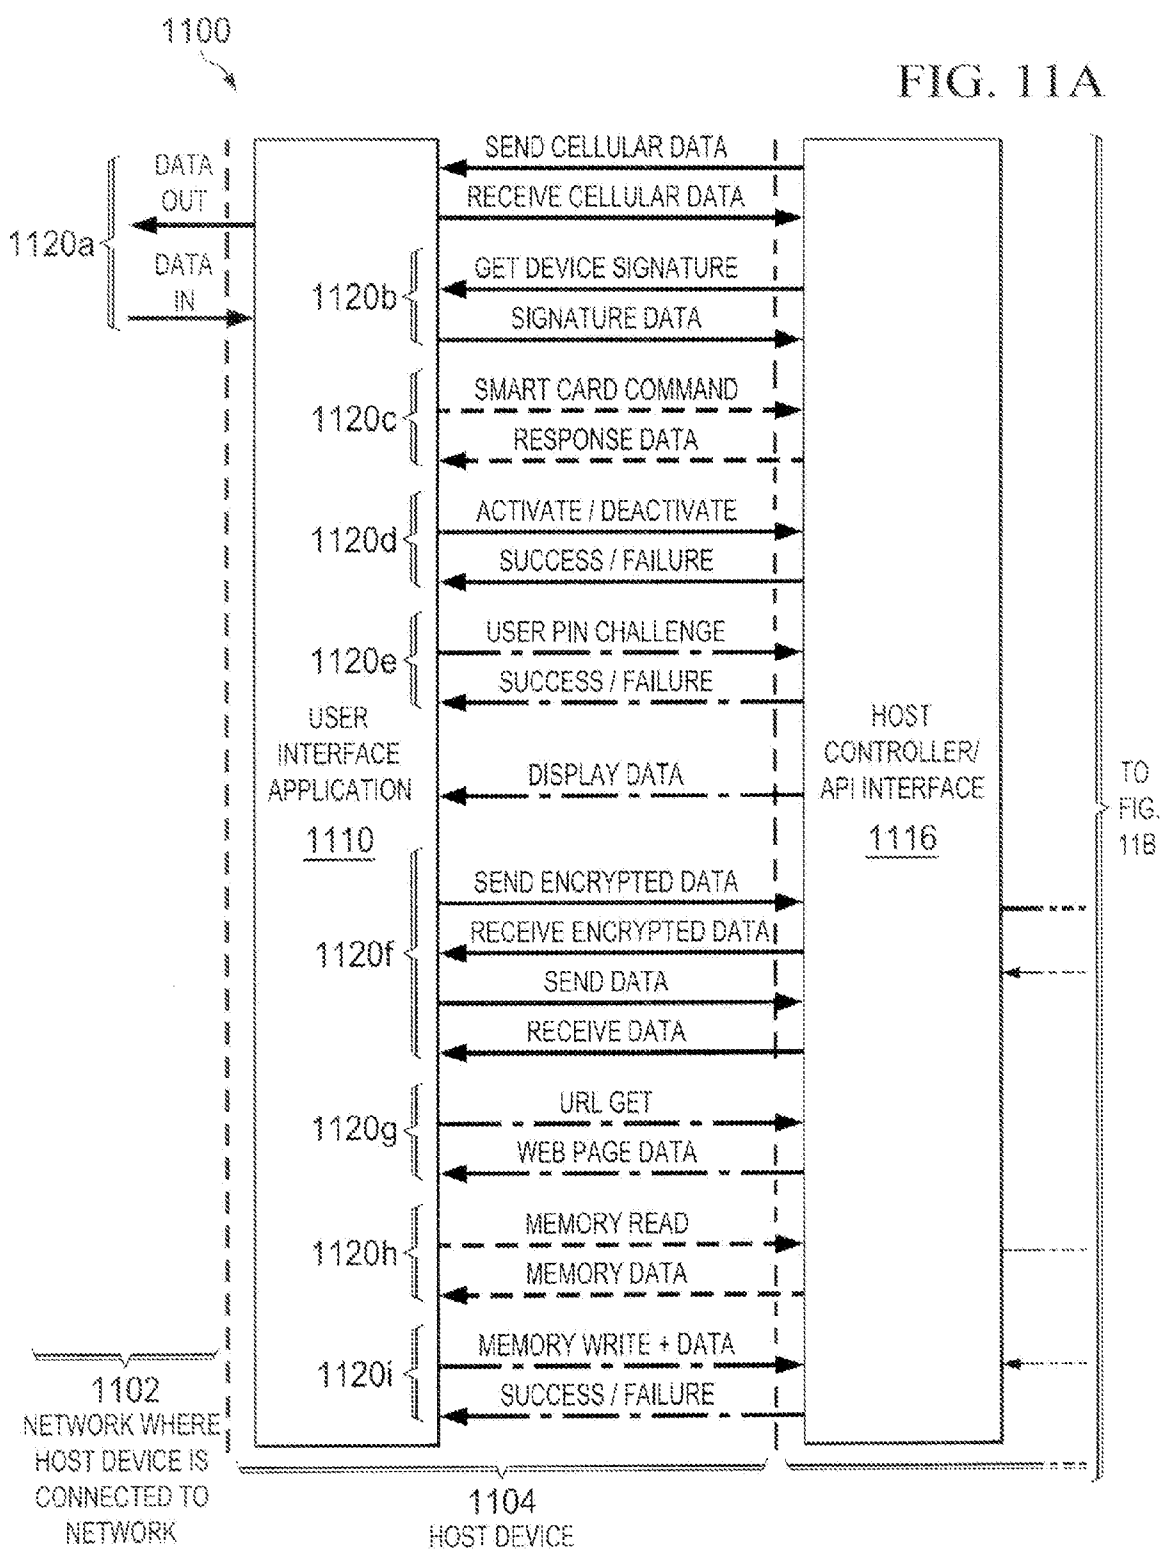 1100
FIG. 11A
DATA
OUT
1120a
DATA
IN
SEND CELLULAR DATA
RECEIVE CELLULAR DATA
1120b
GET DEVICE SIGNATURE
SIGNATURE DATA
1120c
SMART CARD COMMAND
RESPONSE DATA
1120d
ACTIVATE / DEACTIVATE
SUCCESS / FAILURE
1120e
USER PIN CHALLENGE
SUCCESS / FAILURE
USER
INTERFACE
APPLICATION
1110
DISPLAY DATA
HOST
CONTROLLER/
API INTERFACE
1116
TO
FIG.
11B
1120f
SEND ENCRYPTED DATA
RECEIVE ENCRYPTED DATA
SEND DATA
RECEIVE DATA
1120g
URL GET
WEB PAGE DATA
1120h
MEMORY READ
MEMORY DATA
1120i
MEMORY WRITE + DATA
SUCCESS / FAILURE
1102
NETWORK WHERE
HOST DEVICE IS
CONNECTED TO
NETWORK
1104
HOST DEVICE